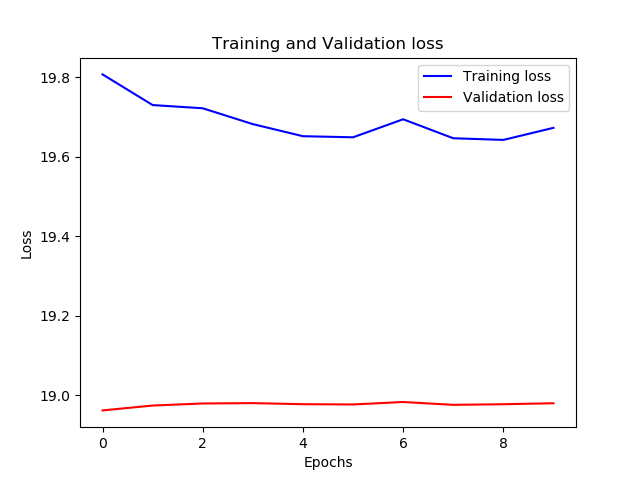 Training and Validation loss
Training loss
Validation loss
19.8
19.6
19.4
19.2
19.0
Loss
0
2
4
6
8
Epochs